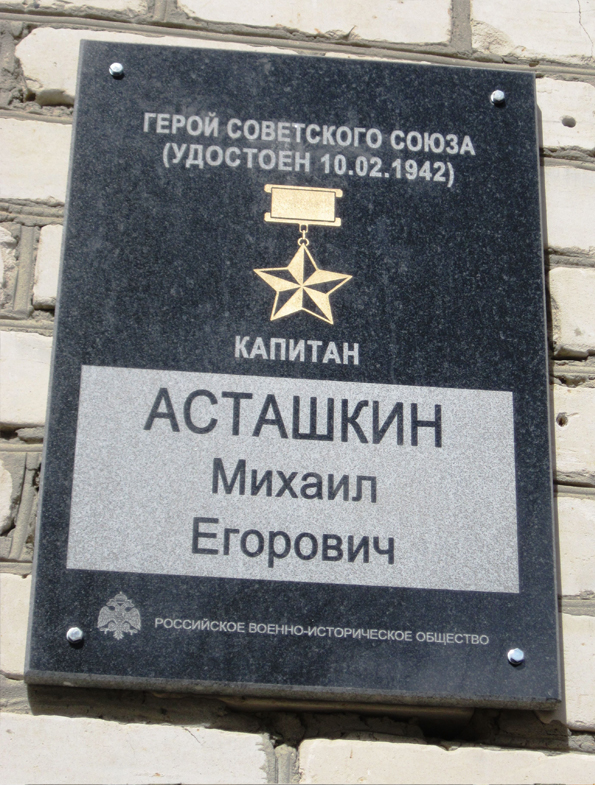 ГЕРОЙ СОВЕТСКОГО СОЮЗА
(УДОСТОЕН 10.02.1942)
КАПИТАН
АСТАШКИН
Михаил
Егорович
РОССИЙСКОЕ ВОЕННО-ИСТОРИЧЕСКОЕ ОБЩЕСТВО